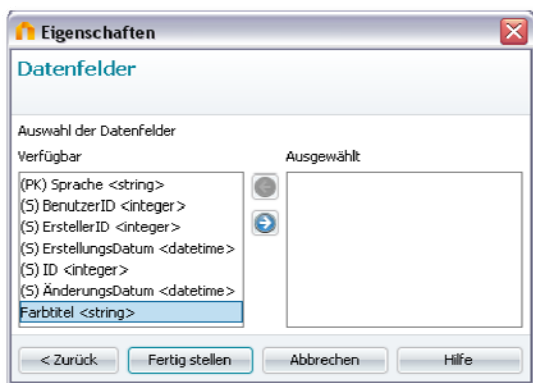 Eigenschaften
Datenfelder
Auswahl der Datenfelder
Verfügbar
Ausgewählt
(PK) Sprache <string>
(S) BenutzerID <integer>
(S) ErstellerID <integer>
(S) ErstellungsDatum <datetime>
(S) ID <integer>
(S) ÄnderungsDatum <datetime>
Farbtitel <string>
< Zurück
Fertig stellen
Abbrechen
Hilfe